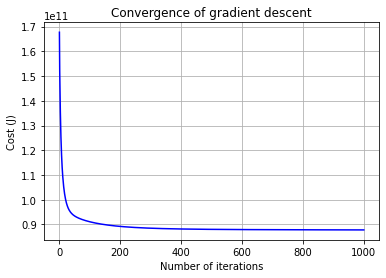 Convergence of gradient descent
1e11
1.7
1.6
1.5
1.4
1.3
1.2
1.1
1.0
0.9
Cost (J)
0 200 400 600 800 1000
Number of iterations